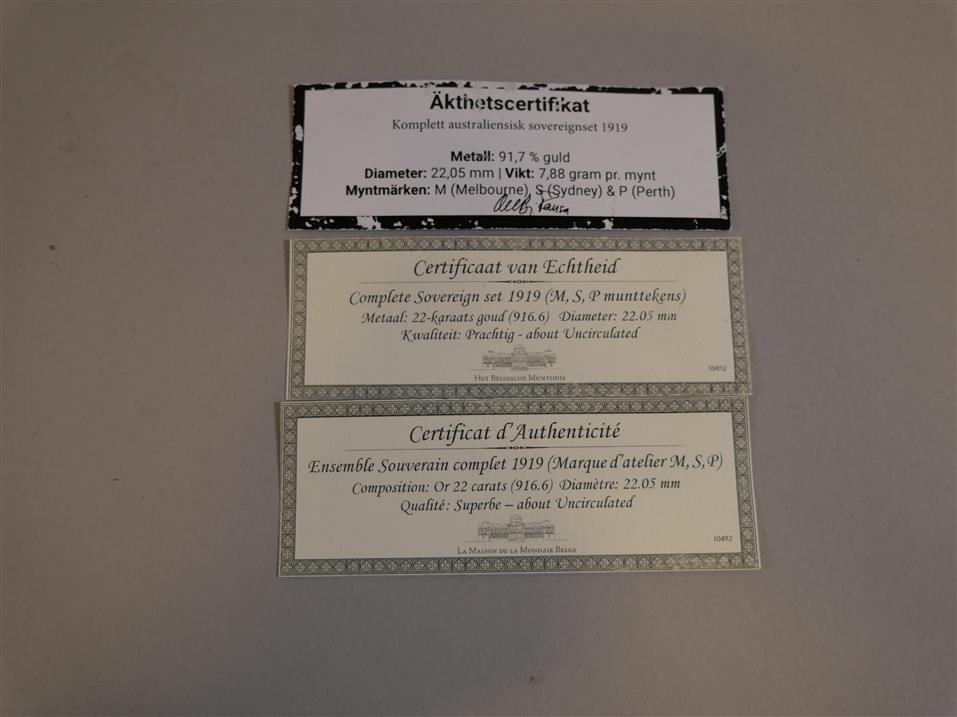 Äkthetscertifikat
Komplett australiensisk sovereignset 1919
Metall: 91,7 % guld
Diameter: 22,05 mm | Vikt: 7,88 gram pr. mynt
Myntmärken: M (Melbourne), S (Sydney) & P (Perth)
Certificaat van Echtheid
Complete Sovereign set 1919 (M, S, P munttekens)
Metaal: 22-karaats goud (916.6) Diameter: 22.05 mm
Kwaliteit: Prachtig - about Uncirculated
Het Belgische Munthuis
10492
Certificat d'Authenticité
Ensemble Souverain complet 1919 (Marque d'atelier M, S, P)
Composition: Or 22 carats (916.6) Diamètre: 22.05 mm
Qualité: Superbe – about Uncirculated
La Maison de la Monnaie Belge
10492